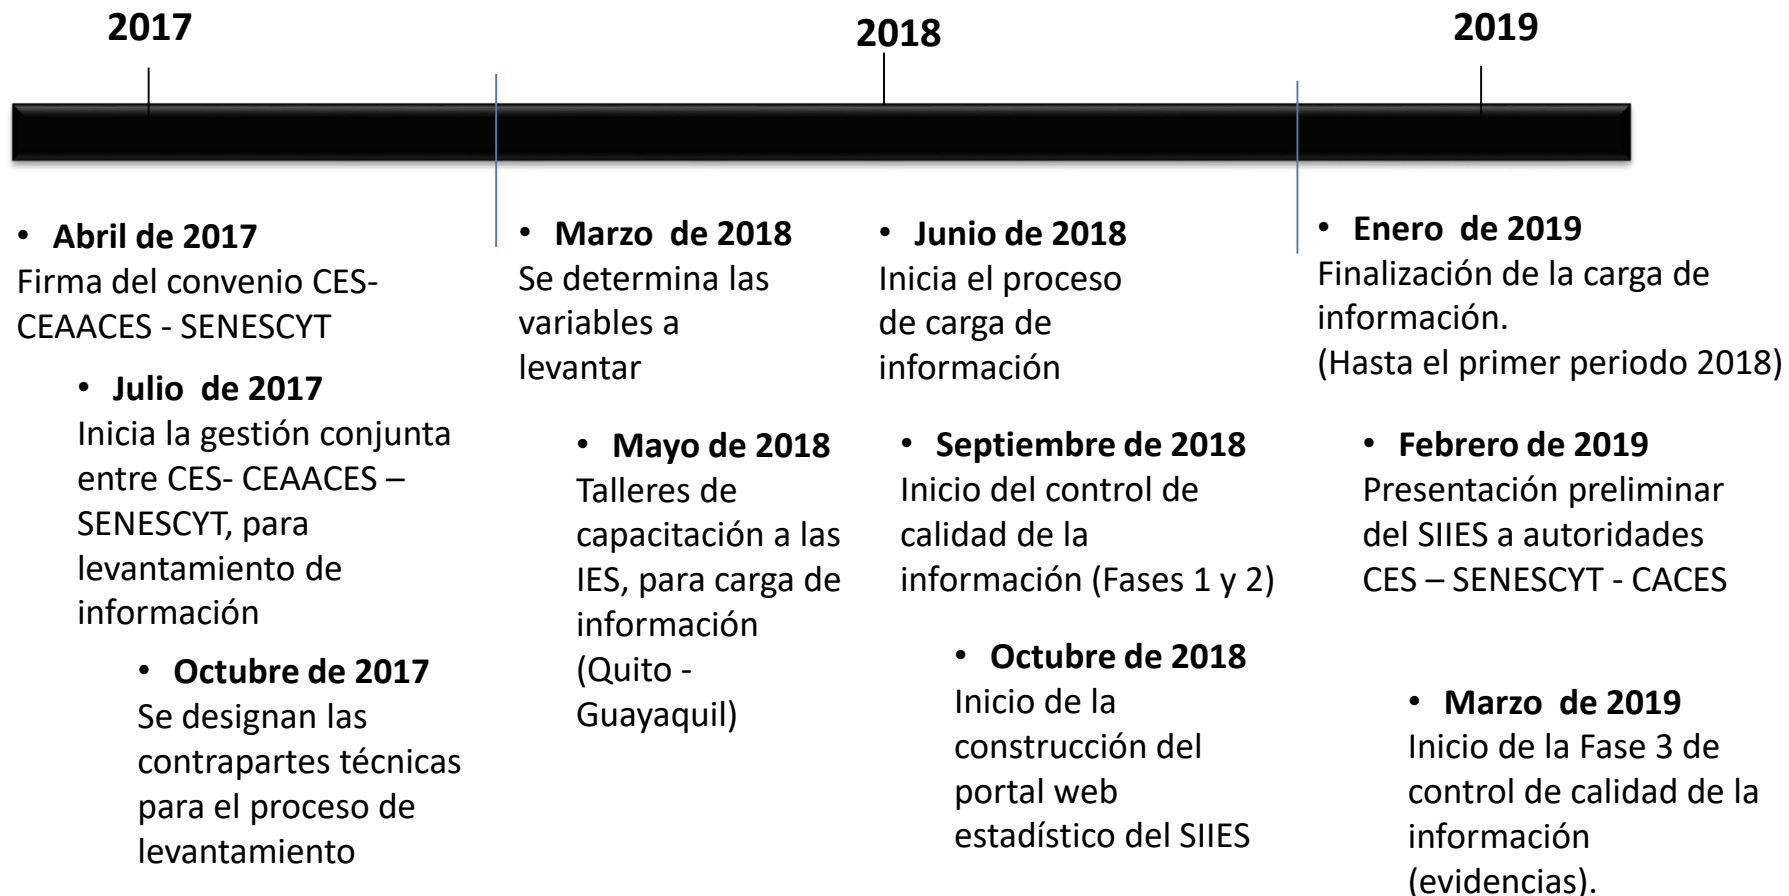 2017
2018
2019
• Abril de 2017
Firma del convenio CES-
CEAACES - SENESCYT
• Julio de 2017
Inicia la gestión conjunta
entre CES- CEAACES –
SENESCYT, para
levantamiento de
información
• Octubre de 2017
Se designan las
contrapartes técnicas
para el proceso de
levantamiento
• Marzo de 2018
Se determina las
variables a
levantar
• Mayo de 2018
Talleres de
capacitación a las
IES, para carga de
información
(Quito -
Guayaquil)
• Junio de 2018
Inicia el proceso
de carga de
información
• Septiembre de 2018
Inicio del control de
calidad de la
información (Fases 1 y 2)
• Octubre de 2018
Inicio de la
construcción del
portal web
estadístico del SIIES
• Enero de 2019
Finalización de la carga de
información.
(Hasta el primer periodo 2018)
• Febrero de 2019
Presentación preliminar
del SIIES a autoridades
CES – SENESCYT - CACES
• Marzo de 2019
Inicio de la Fase 3 de
control de calidad de la
información
(evidencias).